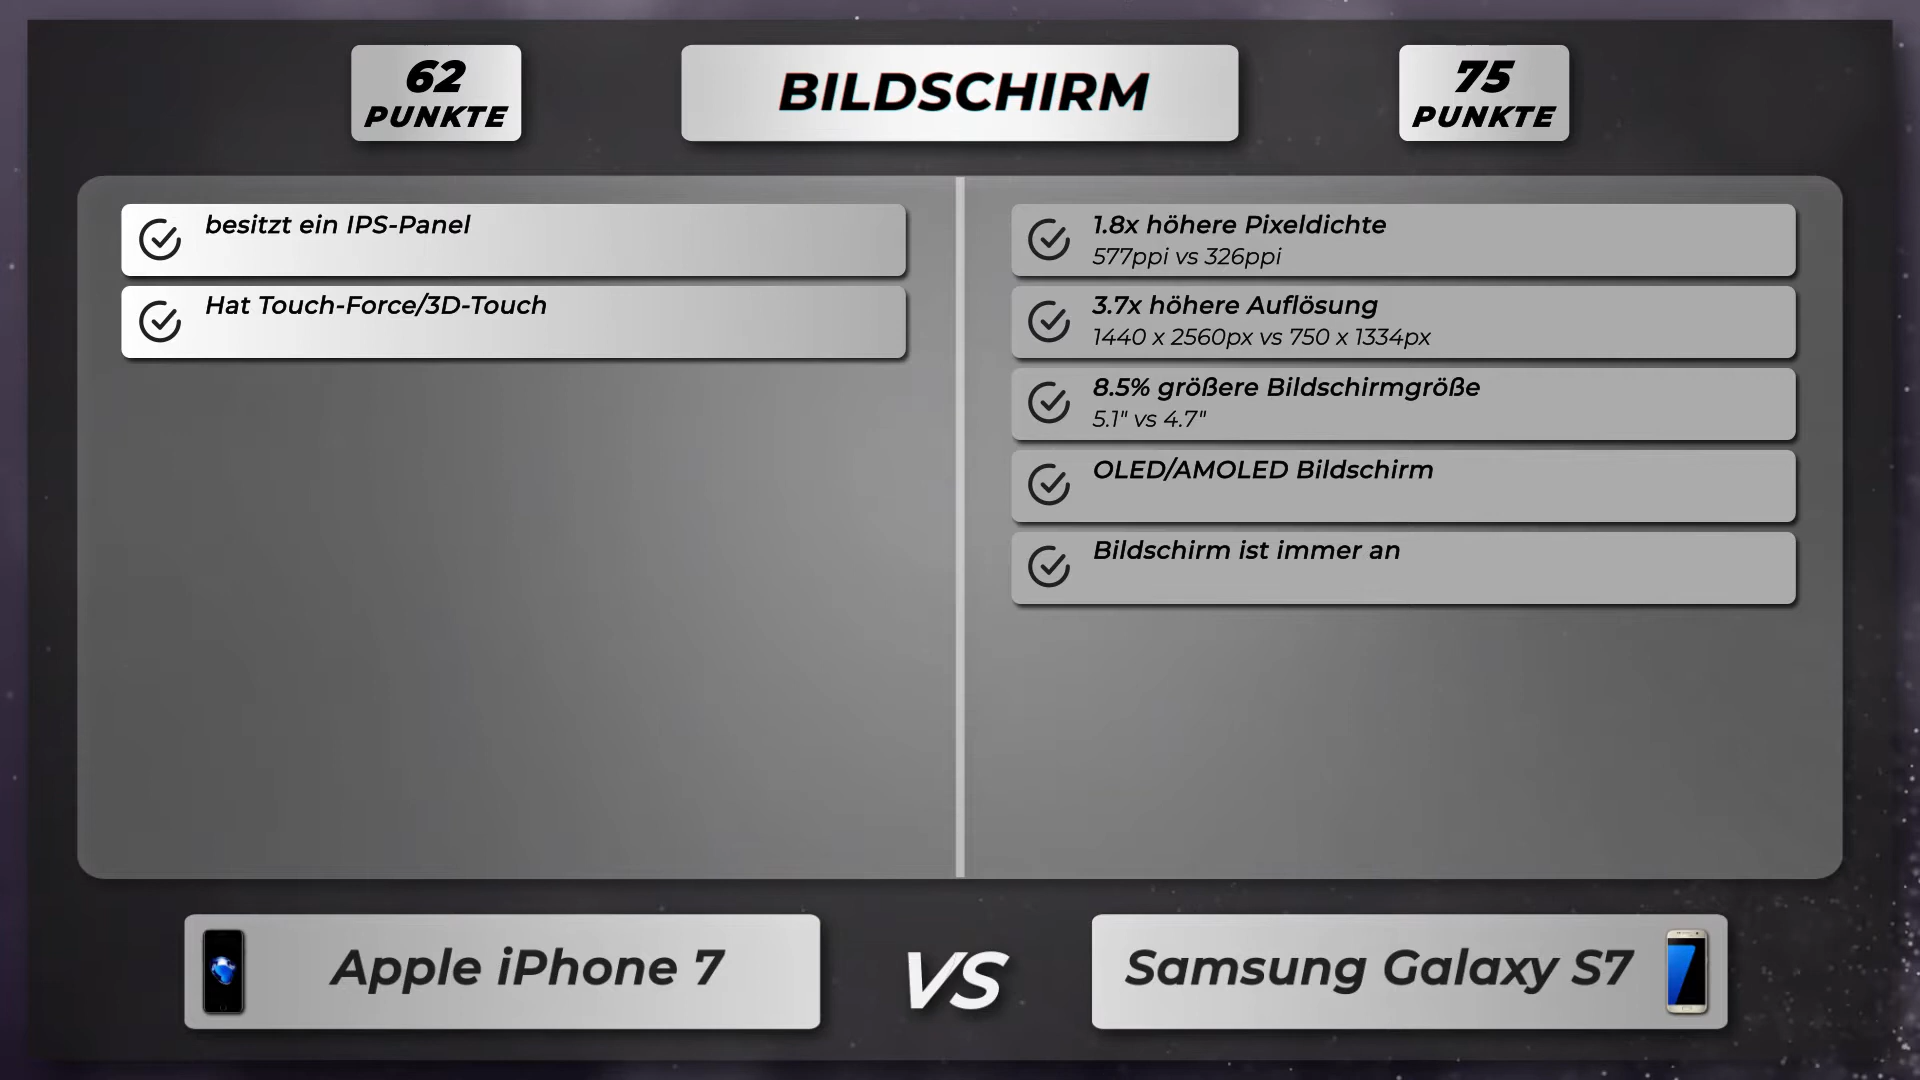 62
PUNKTE
BILDSCHIRM
75
PUNKTE
besitzt ein IPS-Panel
Hat Touch-Force/3D-Touch
1.8x höhere Pixeldichte
577ppi vs 326ppi
3.7x höhere Auflösung
1440 x 2560px vs 750 x 1334px
8.5% größere Bildschirmgröße
5.1" vs 4.7"
OLED/AMOLED Bildschirm
Bildschirm ist immer an
Apple iPhone 7
VS
Samsung Galaxy S7